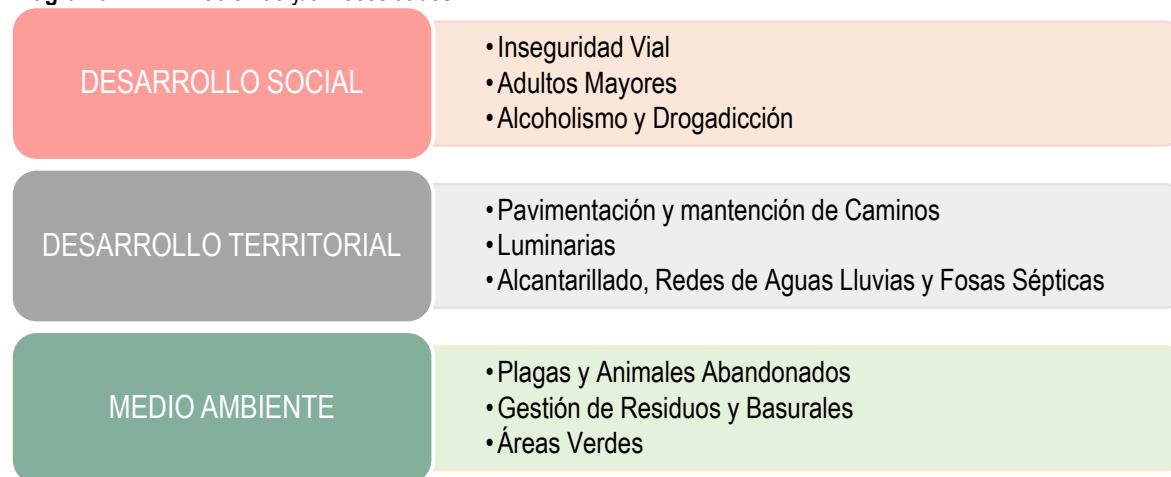 DESARROLLO SOCIAL
• Inseguridad Vial
• Adultos Mayores
• Alcoholismo y Drogadicción
DESARROLLO TERRITORIAL
• Pavimentación y mantención de Caminos
• Luminarias
• Alcantarillado, Redes de Aguas Lluvias y Fosas Sépticas
MEDIO AMBIENTE
• Plagas y Animales Abandonados
• Gestión de Residuos y Basurales
• Áreas Verdes